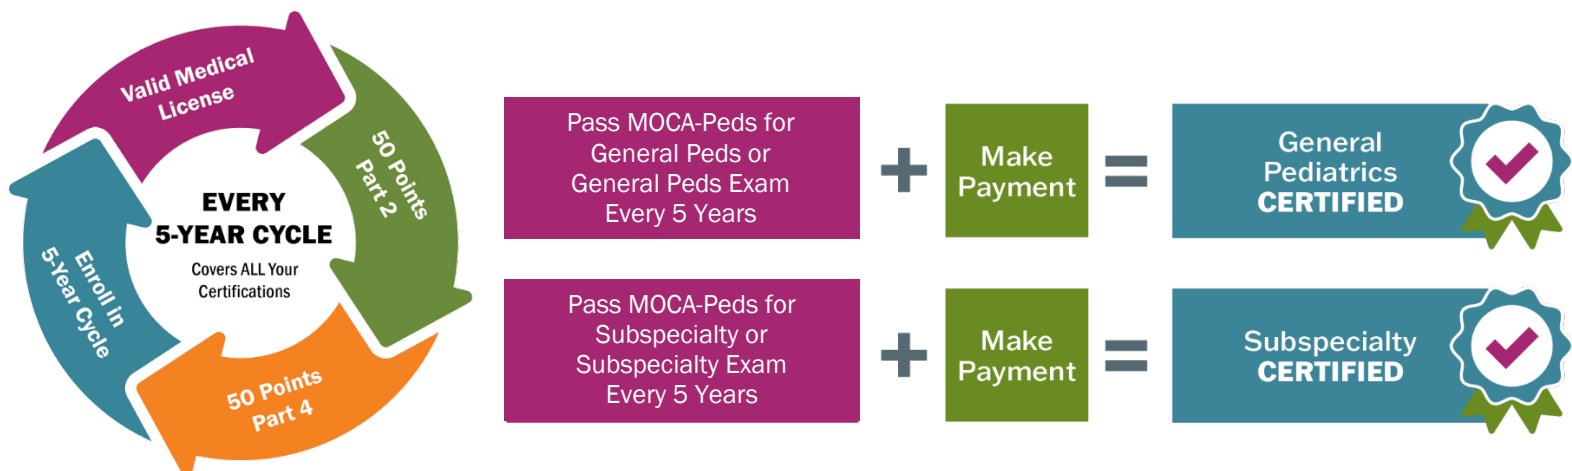 Valid Medical
License
50 Points
Part 2
50 Points
Part 4
Enroll in
5-Year Cycle
EVERY
5-YEAR CYCLE
Covers ALL Your
Certifications
Pass MOCA-Peds for
General Peds or
General Peds Exam
Every 5 Years
+
Make
Payment
=
General
Pediatrics
CERTIFIED
Pass MOCA-Peds for
Subspecialty or
Subspecialty Exam
Every 5 Years
+
Make
Payment
=
Subspecialty
CERTIFIED